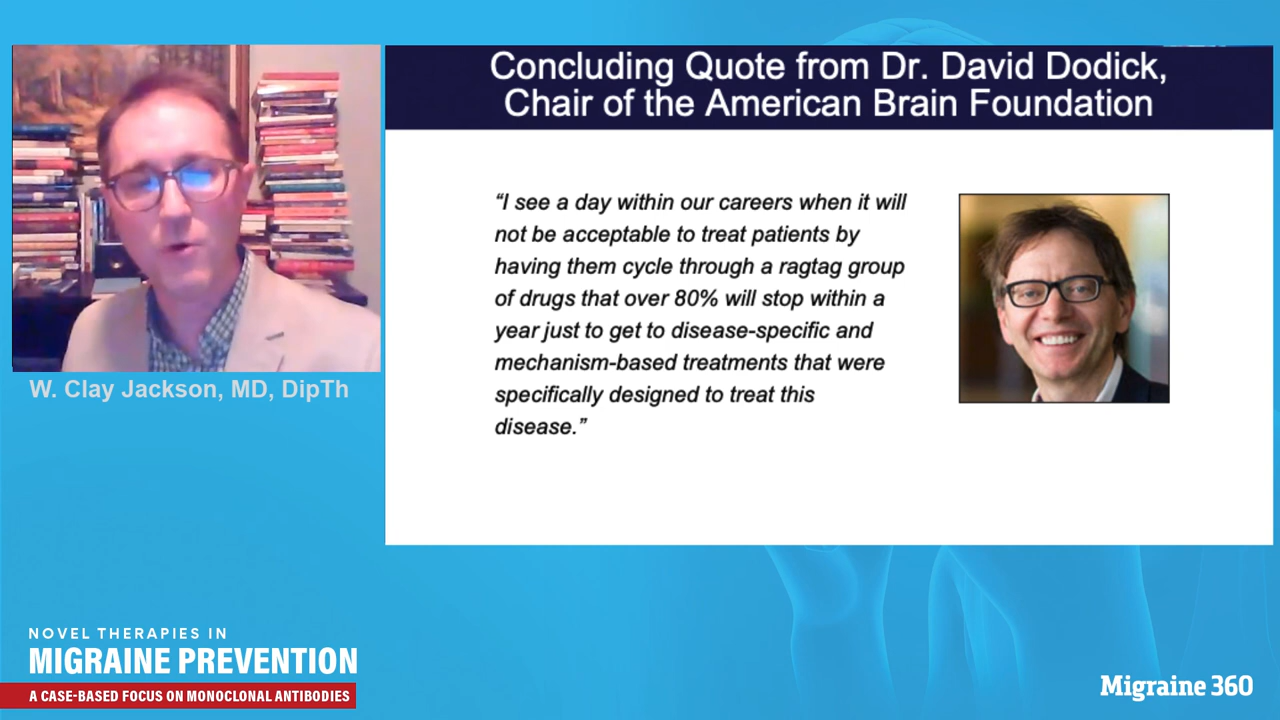 Concluding Quote from Dr. David Dodick,
Chair of the American Brain Foundation
“I see a day within our careers when it will
not be acceptable to treat patients by
having them cycle through a ragtag group
of drugs that over 80% will stop within a
year just to get to disease-specific and
mechanism-based treatments that were
specifically designed to treat this
disease.”
W. Clay Jackson, MD, DipTh
NOVEL THERAPIES IN
MIGRAINE PREVENTION
A CASE-BASED FOCUS ON MONOCLONAL ANTIBODIES
Migraine 360